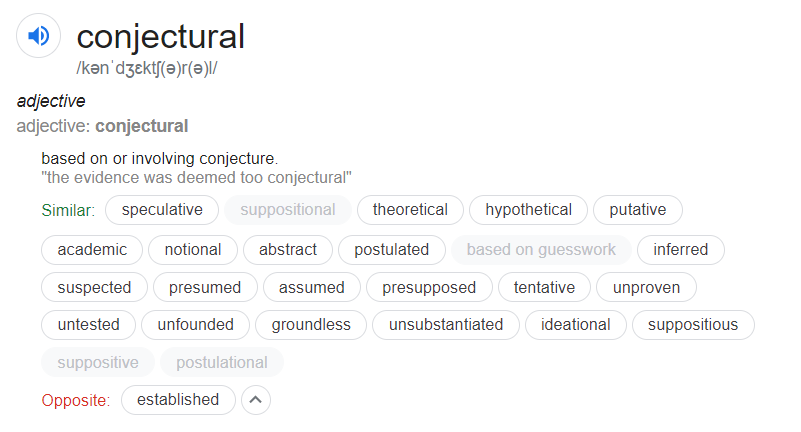 conjectural
/kənˈdʒɛktʃ(ə)r(ə)l/
adjective
adjective: conjectural
based on or involving conjecture.
"the evidence was deemed too conjectural"
Similar: speculative suppositional theoretical hypothetical putative
academic notional abstract postulated based on guesswork inferred
suspected presumed assumed presupposed tentative unproven
untested unfounded groundless unsubstantiated ideational suppositious
suppositive postulational
Opposite: established